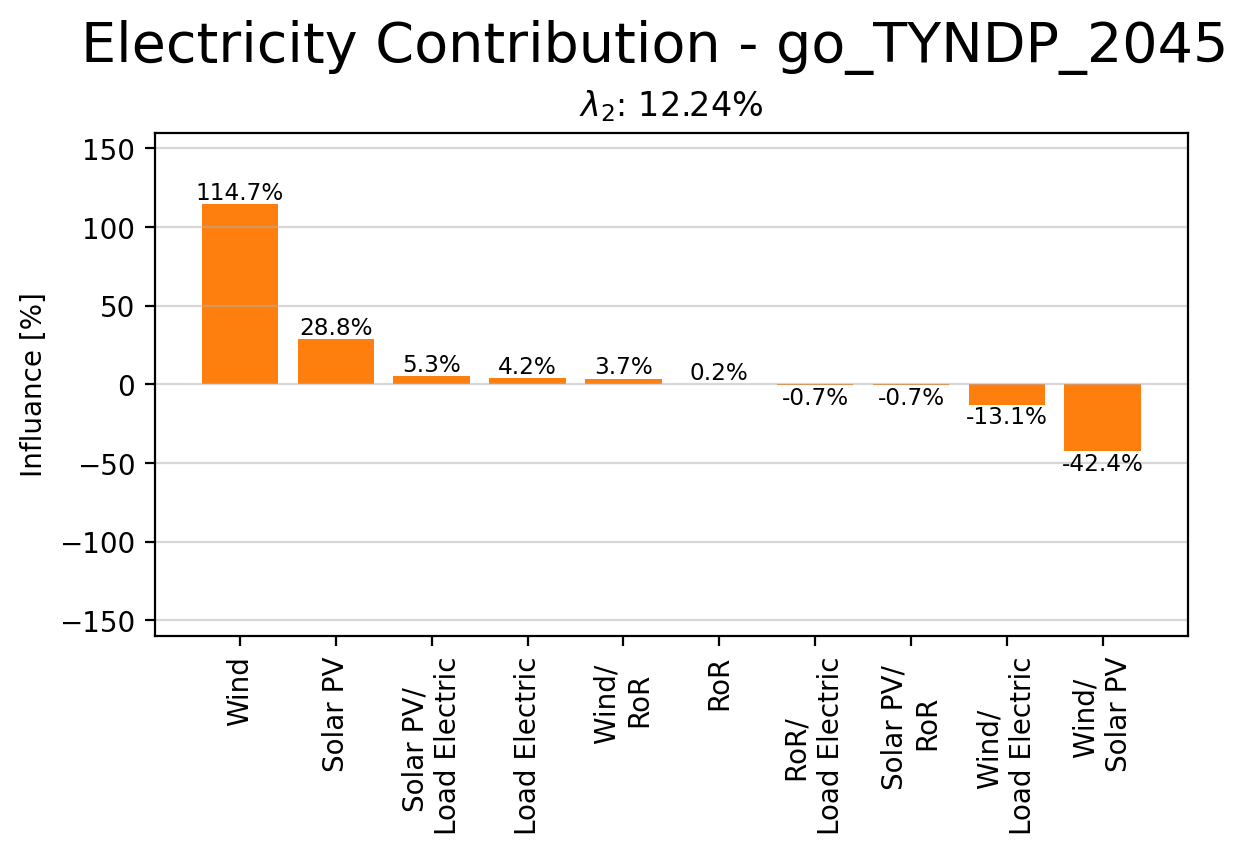 Electricity Contribution - go_TYNDP_2045
λ₂: 12.24%
Influance [%]
150
100
50
0
−50
−100
−150
114.7%
28.8%
5.3%
4.2%
3.7%
0.2%
-0.7%
-0.7%
-13.1%
-42.4%
Wind
Solar PV
Solar PV/
Load Electric
Load Electric
Wind/
RoR
RoR
RoR/
Load Electric
Solar PV/
RoR
Wind/
Load Electric
Wind/
Solar PV